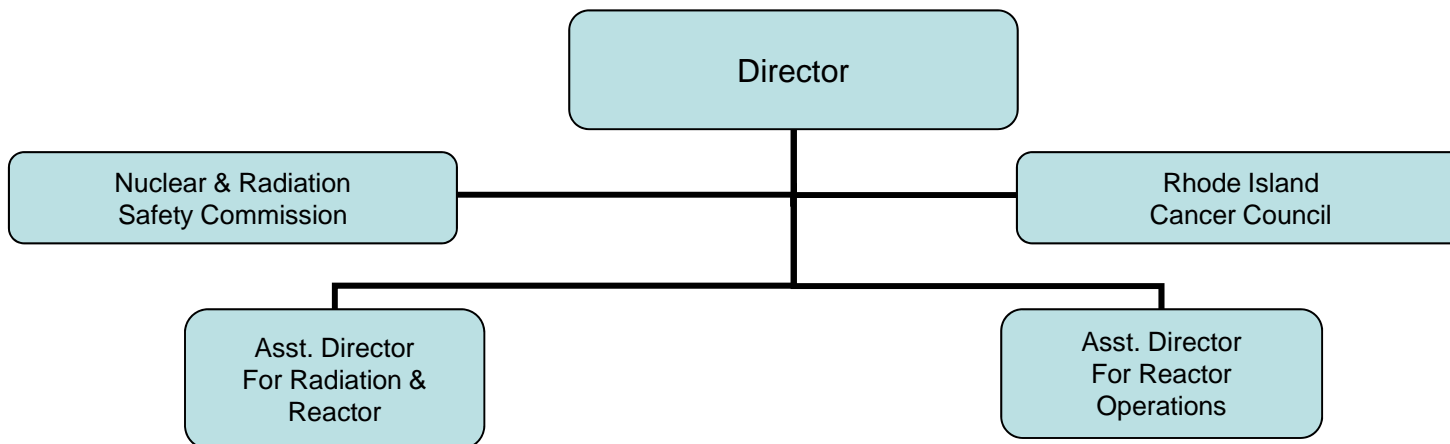 Director
Nuclear & Radiation
Safety Commission
Rhode Island
Cancer Council
Asst. Director
For Radiation &
Reactor
Asst. Director
For Reactor
Operations